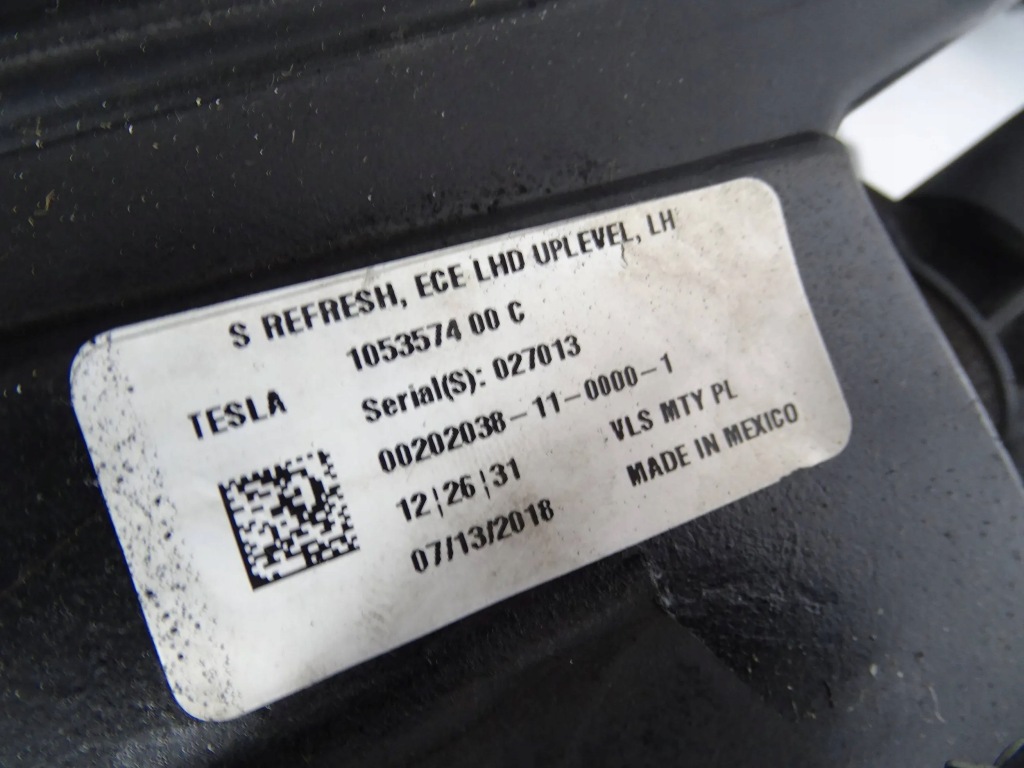 S REFRESH, ECE LHD UPLEVEL, LH
1053574 00 C
TESLA
Serial(S): 027013
00202038-11-0000-1
12|26|31
VLS MTY PL
07/13/2018
MADE IN MEXICO